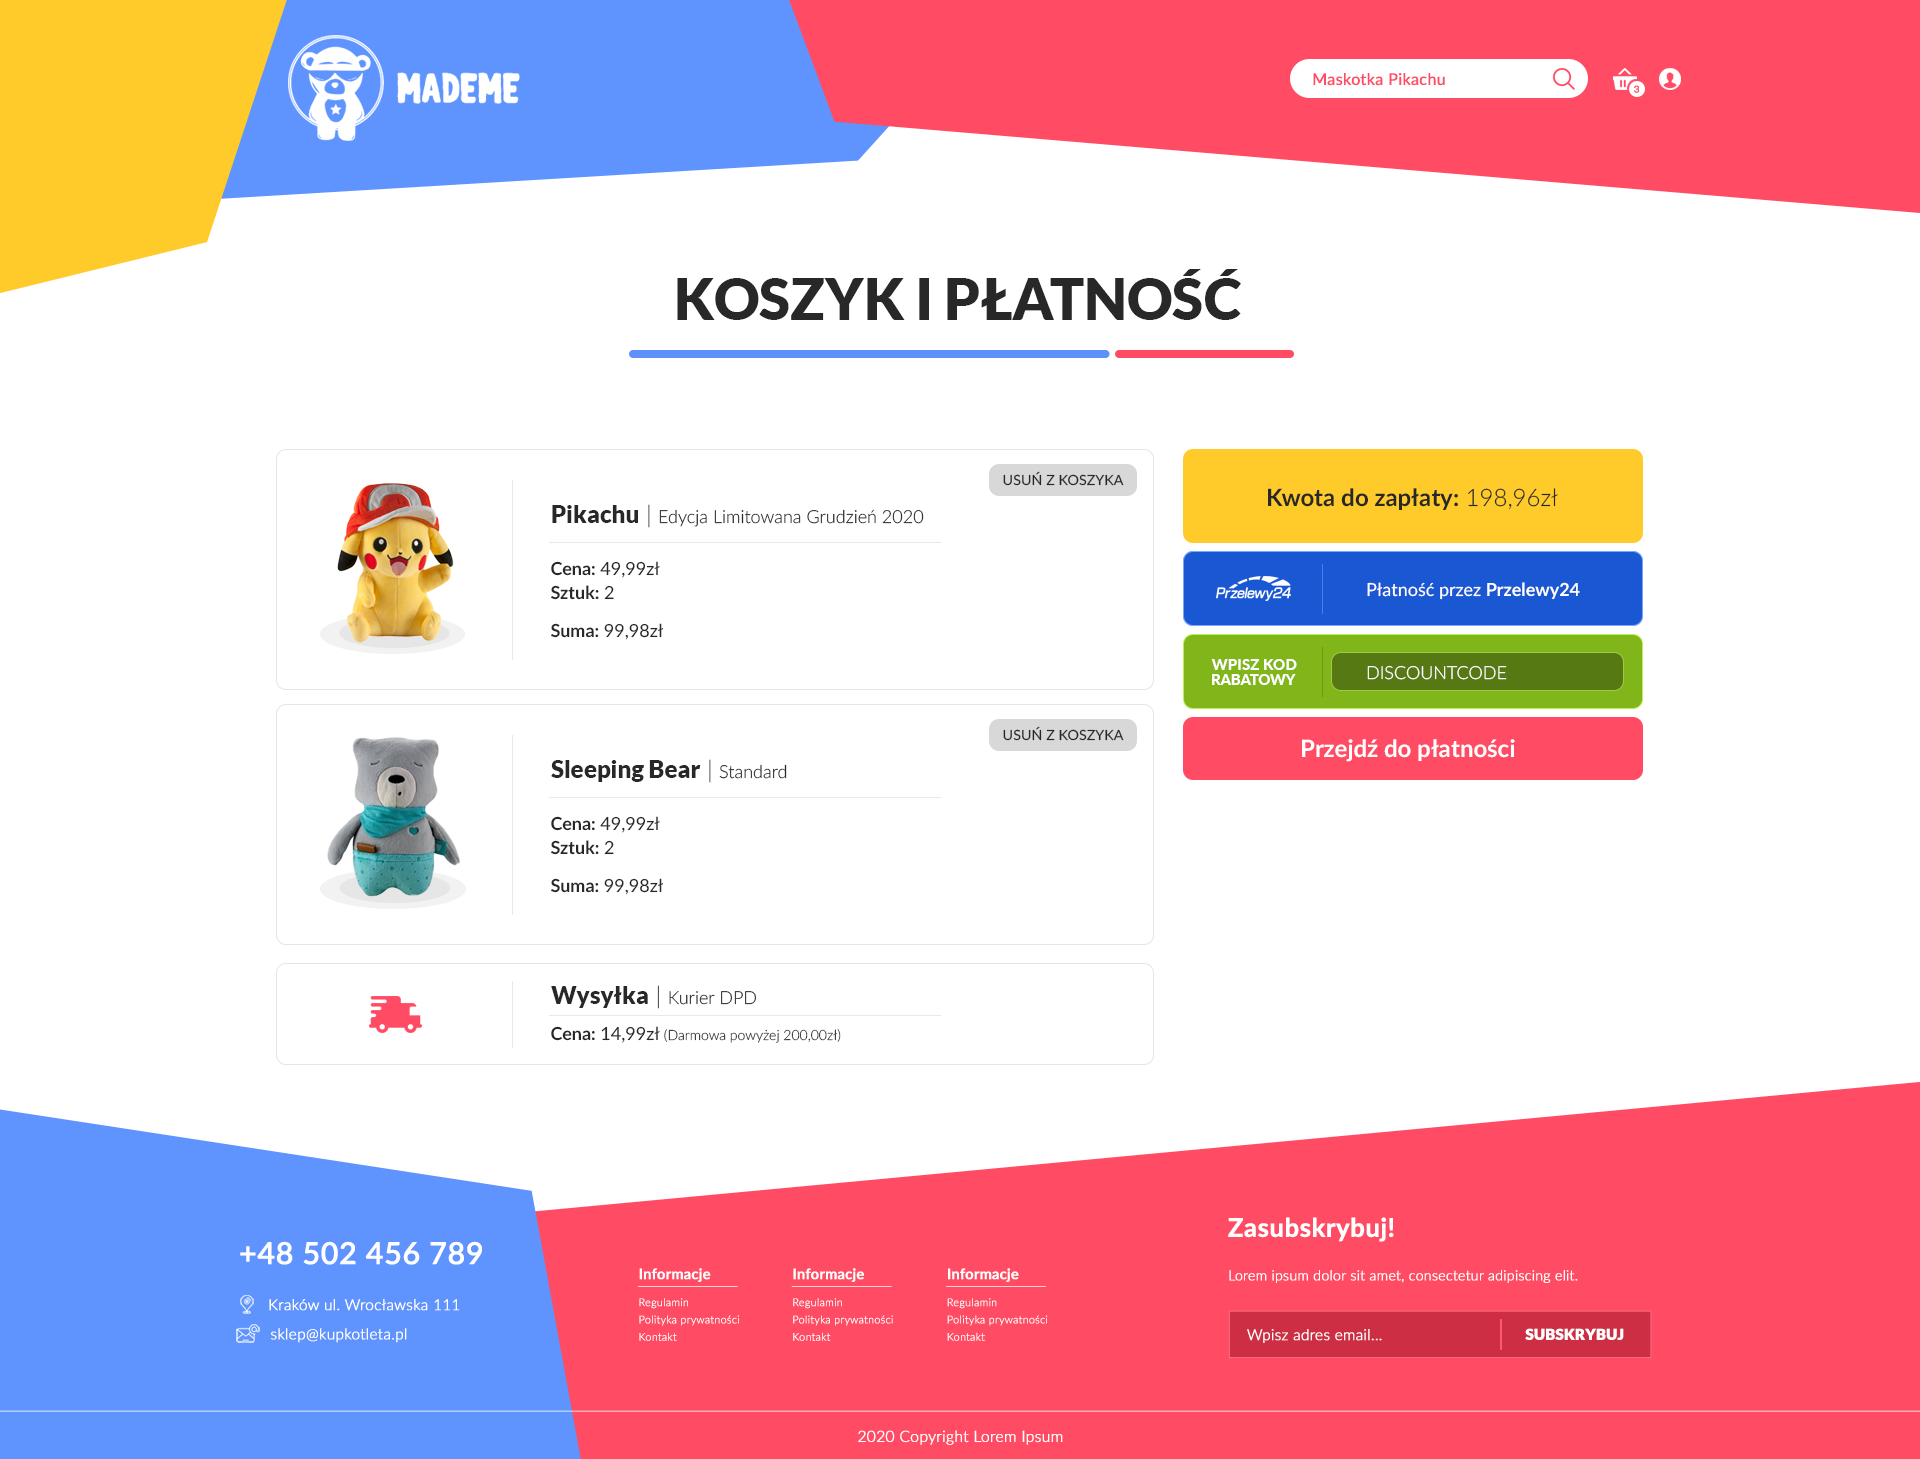 MADEME
Maskotka Pikachu
3
KOSZYK I PŁATNOŚĆ
USUŃ Z KOSZYKA
Pikachu | Edycja Limitowana Grudzień 2020
Cena: 49,99zł
Sztuk: 2
Suma: 99,98zł
USUŃ Z KOSZYKA
Sleeping Bear | Standard
Cena: 49,99zł
Sztuk: 2
Suma: 99,98zł
Wysyłka | Kurier DPD
Cena: 14,99zł (Darmowa powyżej 200,00zł)
Kwota do zapłaty: 198,96zł
Przelewy24
Płatność przez Przelewy24
WPISZ KOD
RABATOWY
DISCOUNTCODE
Przejdź do płatności
+48 502 456 789
Kraków ul. Wrocławska 111
sklep@kupkotleta.pl
Informacje
Regulamin
Polityka prywatności
Kontakt
Informacje
Regulamin
Polityka prywatności
Kontakt
Informacje
Regulamin
Polityka prywatności
Kontakt
Zasubskrybuj!
Lorem ipsum dolor sit amet, consectetur adipiscing elit.
Wpisz adres email...
SUBSKRYBUJ
2020 Copyright Lorem Ipsum